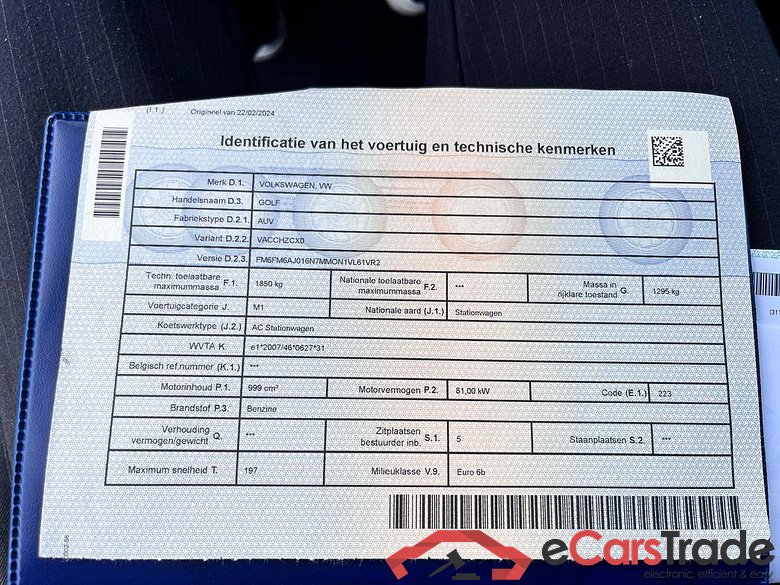 (I.1.) Origineel van 22/02/2024
Identificatie van het voertuig en technische kenmerken
Merk D.1. VOLKSWAGEN, VW
Handelsnaam D.3. GOLF
Fabriekstype D.2.1. AUV
Variant D.2.2. VACCHZCX0
Versie D.2.3. FM6FM6AJ016N7MMON1VL61VR2
Techn. toelaatbare maximummassa F.1. 1850 kg Nationale toelaatbare maximummassa F.2. *** Massa in rijklare toestand G. 1295 kg
Voertuigcategorie J. M1 Nationale aard (J.1.) Stationwagen
Koetswerktype (J.2.) AC Stationwagen
WVTA K. e1*2007/46*0627*31
Belgisch ref.nummer (K.1.) ***
Motorinhoud P.1. 999 cm³ Motorvermogen P.2. 81,00 kW Code (E.1.) 223
Brandstof P.3. Benzine
Verhouding vermogen/gewicht Q. *** Zitplaatsen bestuurder inb. S.1. 5 Staanplaatsen S.2. ***
Maximum snelheid T. 197 Milieuklasse V.9. Euro 6b
eCarsTrade
electronic, efficient & easy